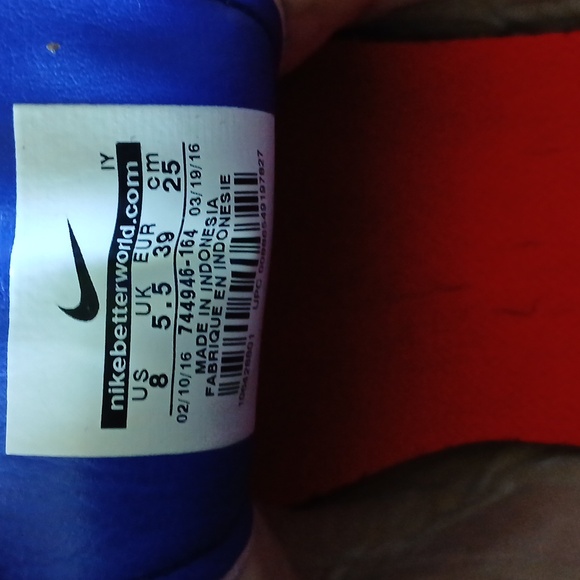 IY
nikebetterworld.com
US UK EUR cm
8 5.5 39 25
02/10/16 744946-164 03/19/16
MADE IN INDONESIA
FABRIQUE EN INDONESIE
UPC